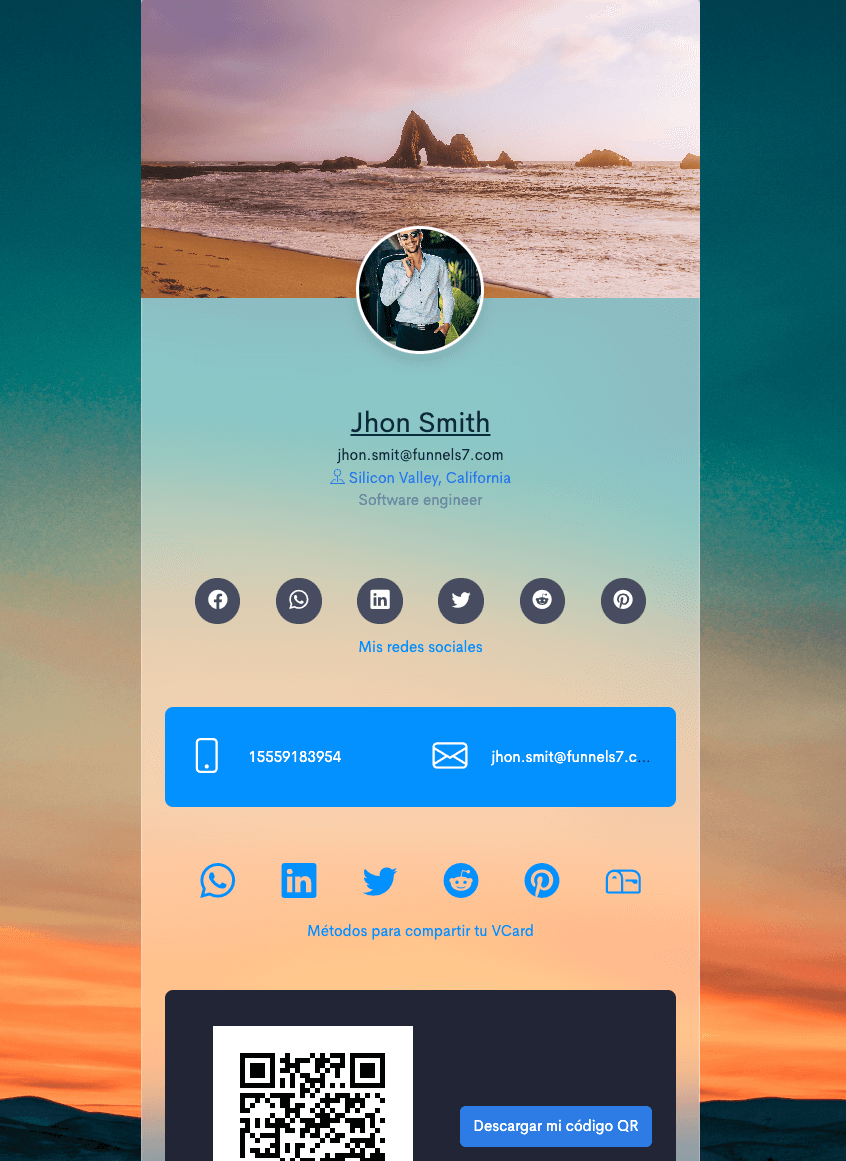 Jhon Smith
jhon.smit@funnels7.com
Silicon Valley, California
Software engineer
Mis redes sociales
15559183954
jhon.smit@funnels7.c...
Métodos para compartir tu VCard
Descargar mi código QR